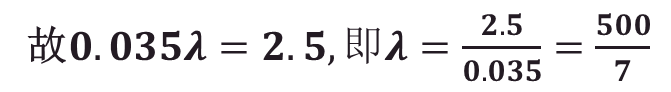 故0.035λ = 2.5,即λ = 2.5/0.035 = 500/7